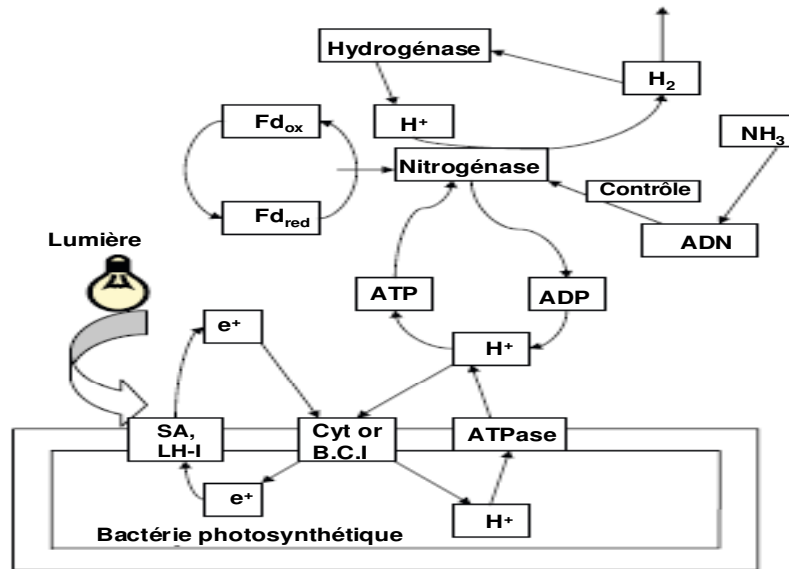 Hydrogénase
H₂
Fdox
H⁺
NH₃
Nitrogénase
Contrôle
Fdred
ADN
Lumière
ATP
ADP
e⁺
H⁺
SA,
LH-I
Cyt or
B.C.I
ATPase
e⁺
H⁺
Bactérie photosynthétique